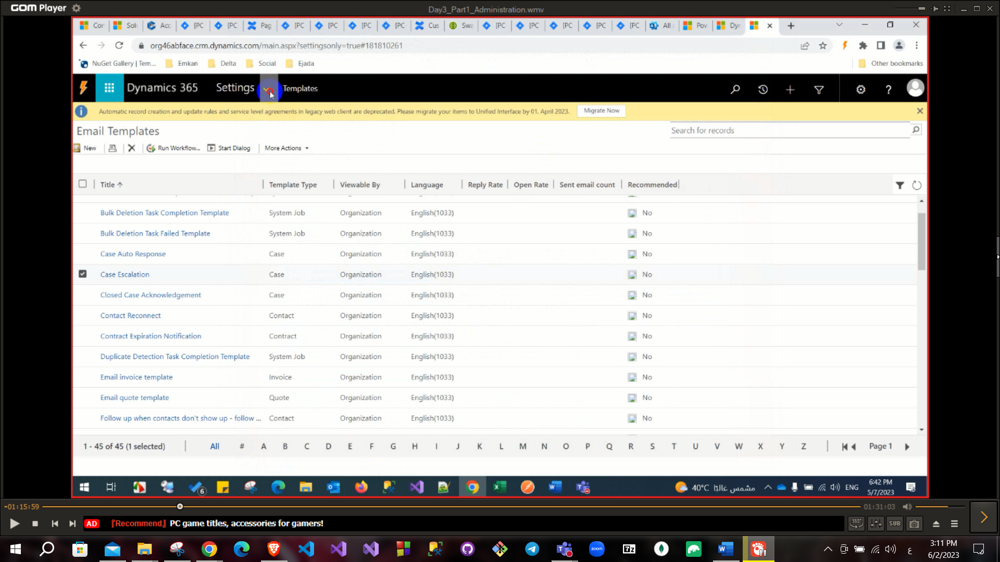 GOM Player
Day3_Part1_Administration.wmv
Cor
Sol
Acc
[PC
[PC
Pag
[PC
[PC
[PC
[PC
Cus
Swa
[PC
[PC
[PC
[PC
[PC
All
Pov
Dyr
org46abface.crm.dynamics.com/main.aspx?settingsonly=true#181810261
NuGet Gallery | Tem...
Emkan
Delta
Social
Ejada
Other bookmarks
Dynamics 365
Settings
Templates
Automatic record creation and update rules and service level agreements in legacy web client are deprecated. Please migrate your items to Unified Interface by 01. April 2023.
Migrate Now
Email Templates
Search for records
New
Run Workflow...
Start Dialog
More Actions
Title
Template Type
Viewable By
Language
Reply Rate
Open Rate
Sent email count
Recommended
Bulk Deletion Task Completion Template System Job Organization English(1033) No
Bulk Deletion Task Failed Template System Job Organization English(1033) No
Case Auto Response Case Organization English(1033) No
Case Escalation Case Organization English(1033) No
Closed Case Acknowledgement Case Organization English(1033) No
Contact Reconnect Contact Organization English(1033) No
Contract Expiration Notification Contract Organization English(1033) No
Duplicate Detection Task Completion Template System Job Organization English(1033) No
Email invoice template Invoice Organization English(1033) No
Email quote template Quote Organization English(1033) No
Follow up when contacts don't show up - follow ... Contact Organization English(1033) No
1 - 45 of 45 (1 selected)
All # A B C D E F G H I J K L M N O P Q R S T U V W X Y Z
Page 1
6
40°C مشمس غالبًا
ENG
6:42 PM
5/7/2023
-01:15:59
01:31:03
AD
『Recommend』 PC game titles, accessories for gamers!
360°
SUB
zoom
7z
ع
3:11 PM
6/2/2023